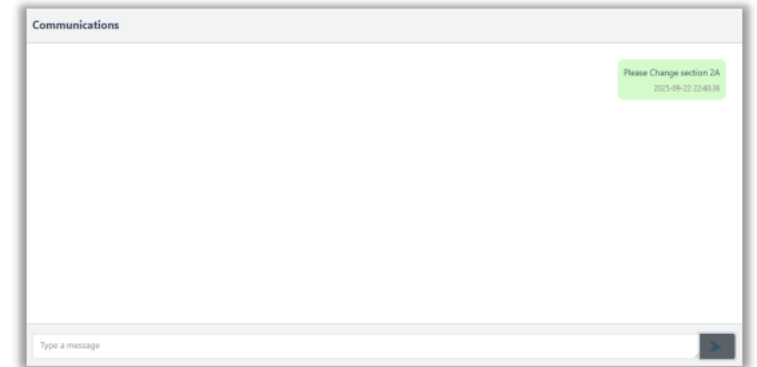 Communications
Please Change section 2A
2025-09-22 22:40:36
Type a message